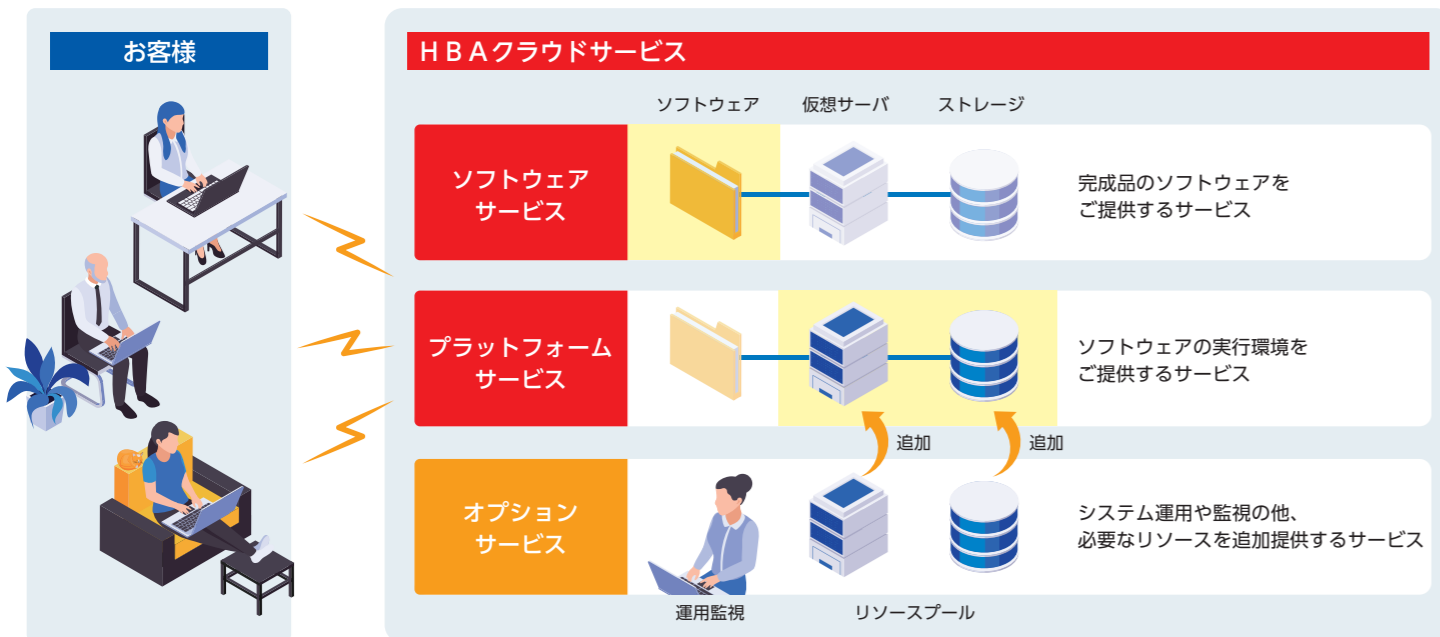 お客様
ＨＢＡクラウドサービス
ソフトウェア
仮想サーバ
ストレージ
ソフトウェア
サービス
完成品のソフトウェアを
ご提供するサービス
プラットフォーム
サービス
ソフトウェアの実行環境を
ご提供するサービス
追加
追加
オプション
サービス
システム運用や監視の他、
必要なリソースを追加提供するサービス
運用監視
リソースプール